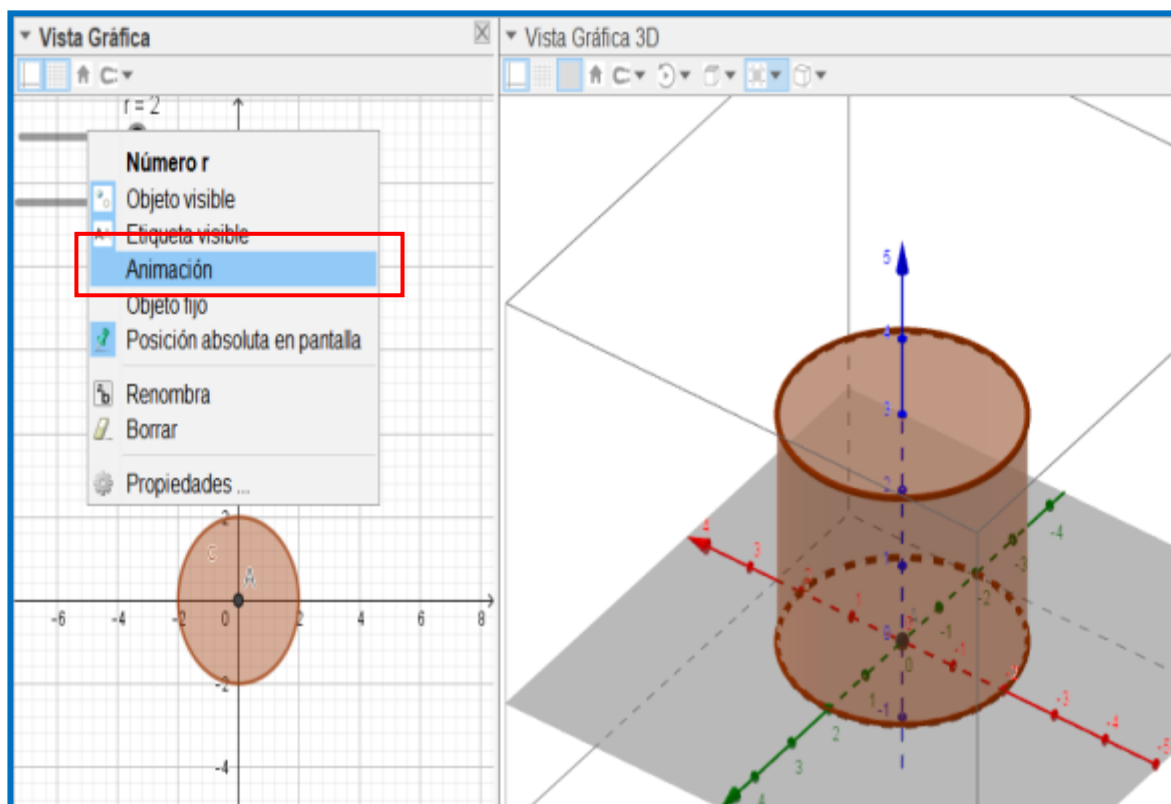 Vista Gráfica
Vista Gráfica 3D
r = 2
Número r
Objeto visible
Etiqueta visible
Animación
Objeto fijo
Posición absoluta en pantalla
Renombra
Borrar
Propiedades ...
2
C
A
-6 -4 -2 0 2 4 6 8
-2
-4
5
4
3
2
1
0
-1
4 3 2 1 -1 -3 -4 -5
-4 -3 -2 -1 0 1 2 3 4
A